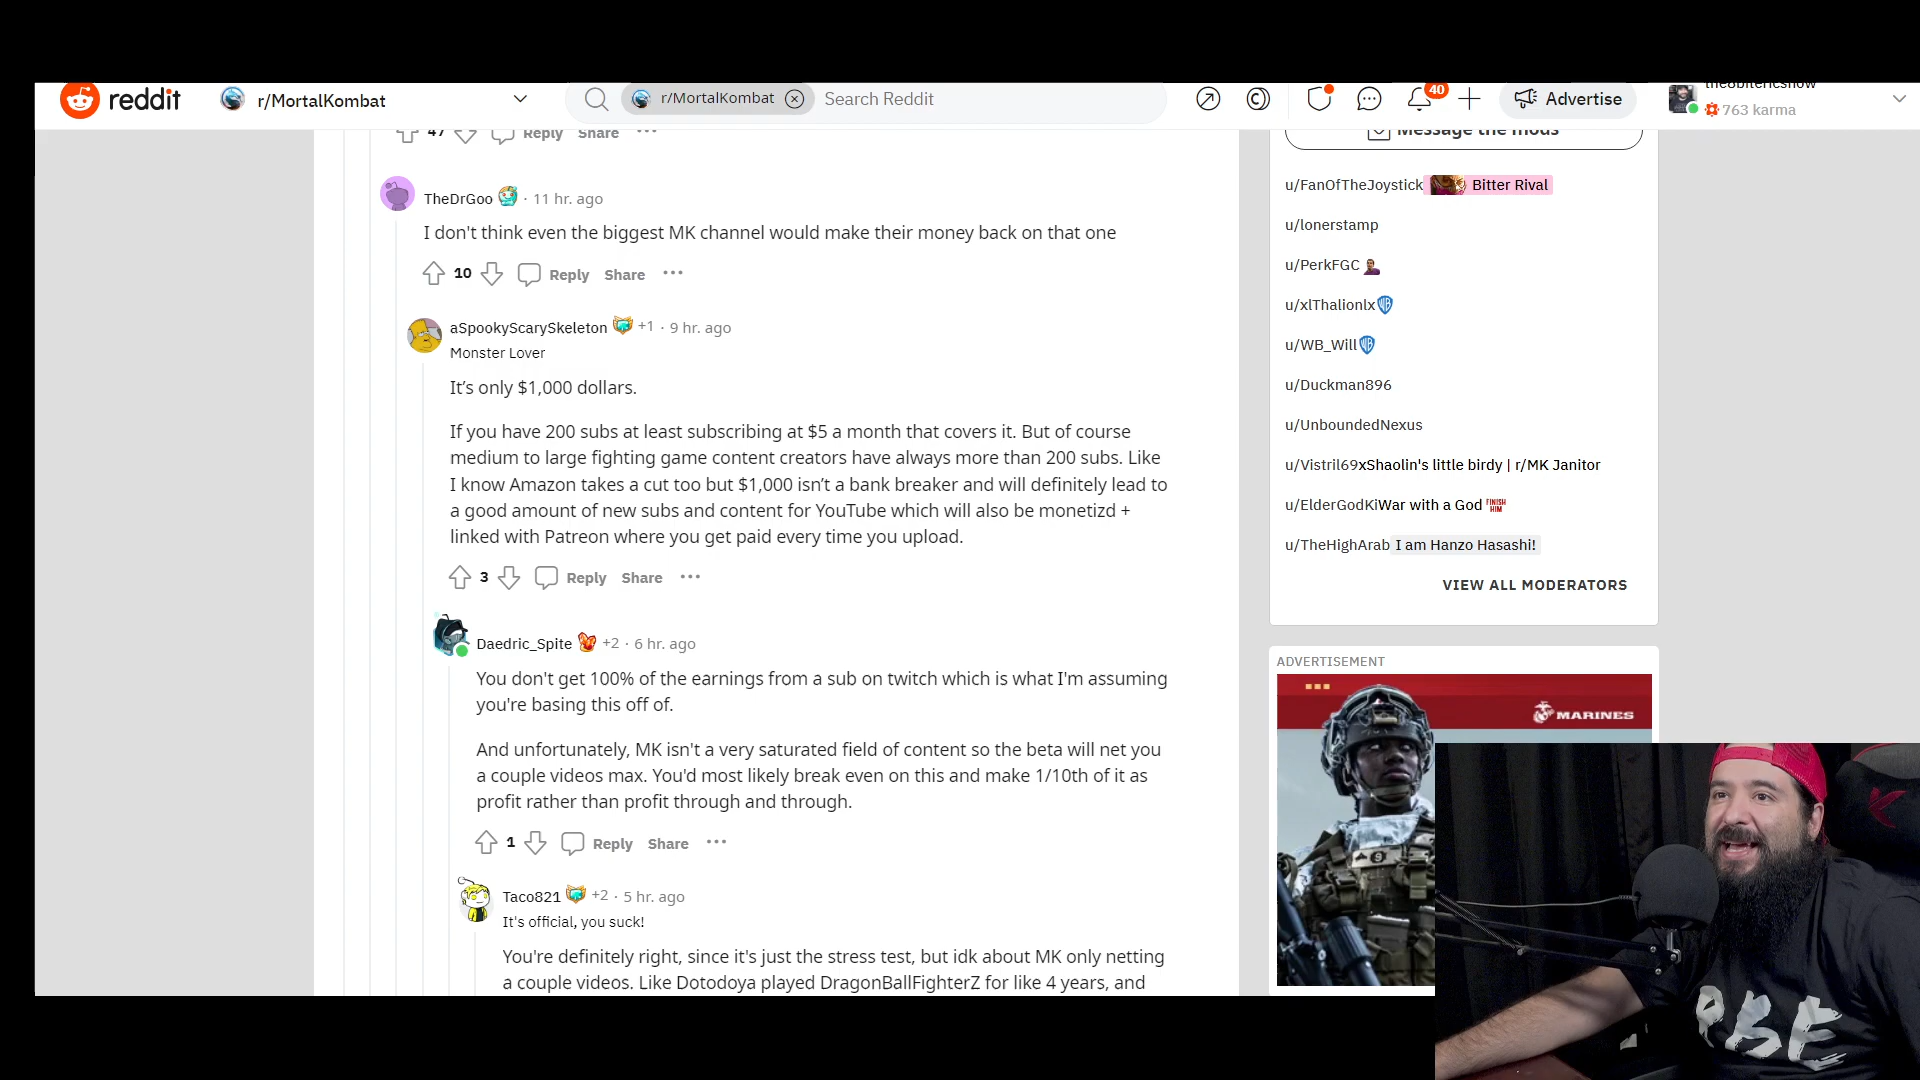 reddit
r/MortalKombat
r/MortalKombat
Search Reddit
40
Advertise
the8bitericshow
763 karma
47 Reply Share
Message the mods
TheDrGoo · 11 hr. ago
I don't think even the biggest MK channel would make their money back on that one
10 Reply Share
aSpookyScarySkeleton +1 · 9 hr. ago
Monster Lover
It’s only $1,000 dollars.
If you have 200 subs at least subscribing at $5 a month that covers it. But of course
medium to large fighting game content creators have always more than 200 subs. Like
I know Amazon takes a cut too but $1,000 isn’t a bank breaker and will definitely lead to
a good amount of new subs and content for YouTube which will also be monetizd +
linked with Patreon where you get paid every time you upload.
3 Reply Share
Daedric_Spite +2 · 6 hr. ago
You don't get 100% of the earnings from a sub on twitch which is what I'm assuming
you're basing this off of.
And unfortunately, MK isn't a very saturated field of content so the beta will net you
a couple videos max. You'd most likely break even on this and make 1/10th of it as
profit rather than profit through and through.
1 Reply Share
Taco821 +2 · 5 hr. ago
It's official, you suck!
You're definitely right, since it's just the stress test, but idk about MK only netting
a couple videos. Like Dotodoya played DragonBallFighterZ for like 4 years, and
u/FanOfTheJoystick Bitter Rival
u/lonerstamp
u/PerkFGC
u/xlThalionlx
u/WB_Will
u/Duckman896
u/UnboundedNexus
u/Vistril69xShaolin's little birdy | r/MK Janitor
u/ElderGodKiWar with a God FINISH HIM
u/TheHighArab I am Hanzo Hasashi!
VIEW ALL MODERATORS
ADVERTISEMENT
MARINES